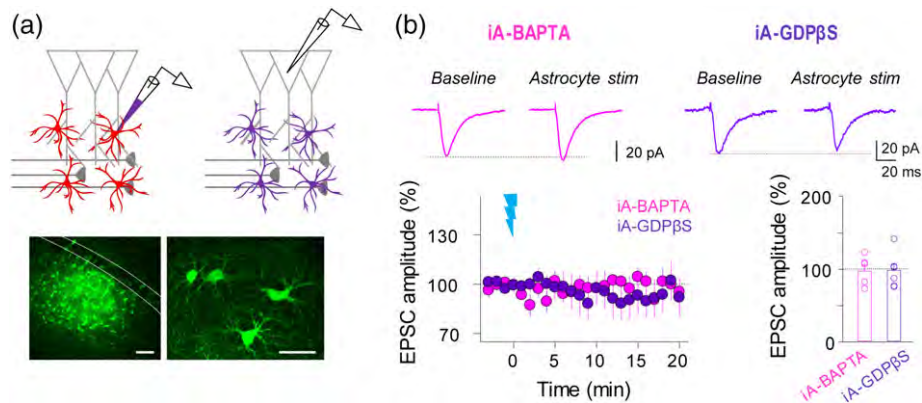 (a)
(b)
iA-BAPTA
iA-GDPβS
Baseline
Astrocyte stim
Baseline
Astrocyte stim
20 pA
20 pA
20 ms
EPSC amplitude (%)
130
100
70
iA-BAPTA
iA-GDPβS
0
5
10
15
20
Time (min)
EPSC amplitude (%)
200
100
0
iA-BAPTA
iA-GDPβS